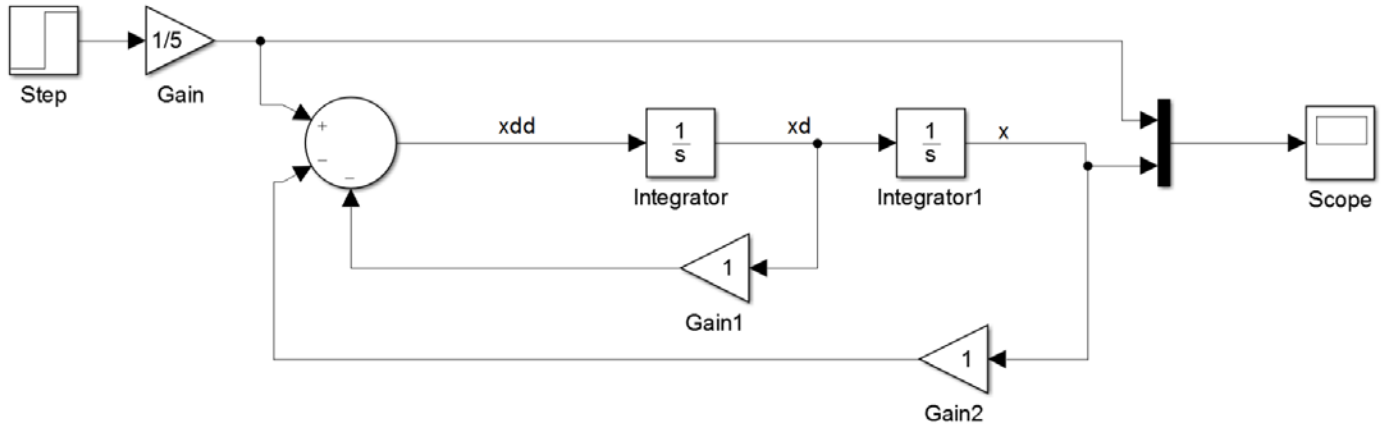 1/5
Step
Gain
+
−
−
xdd
1
s
Integrator
xd
1
s
Integrator1
x
Scope
1
Gain1
1
Gain2